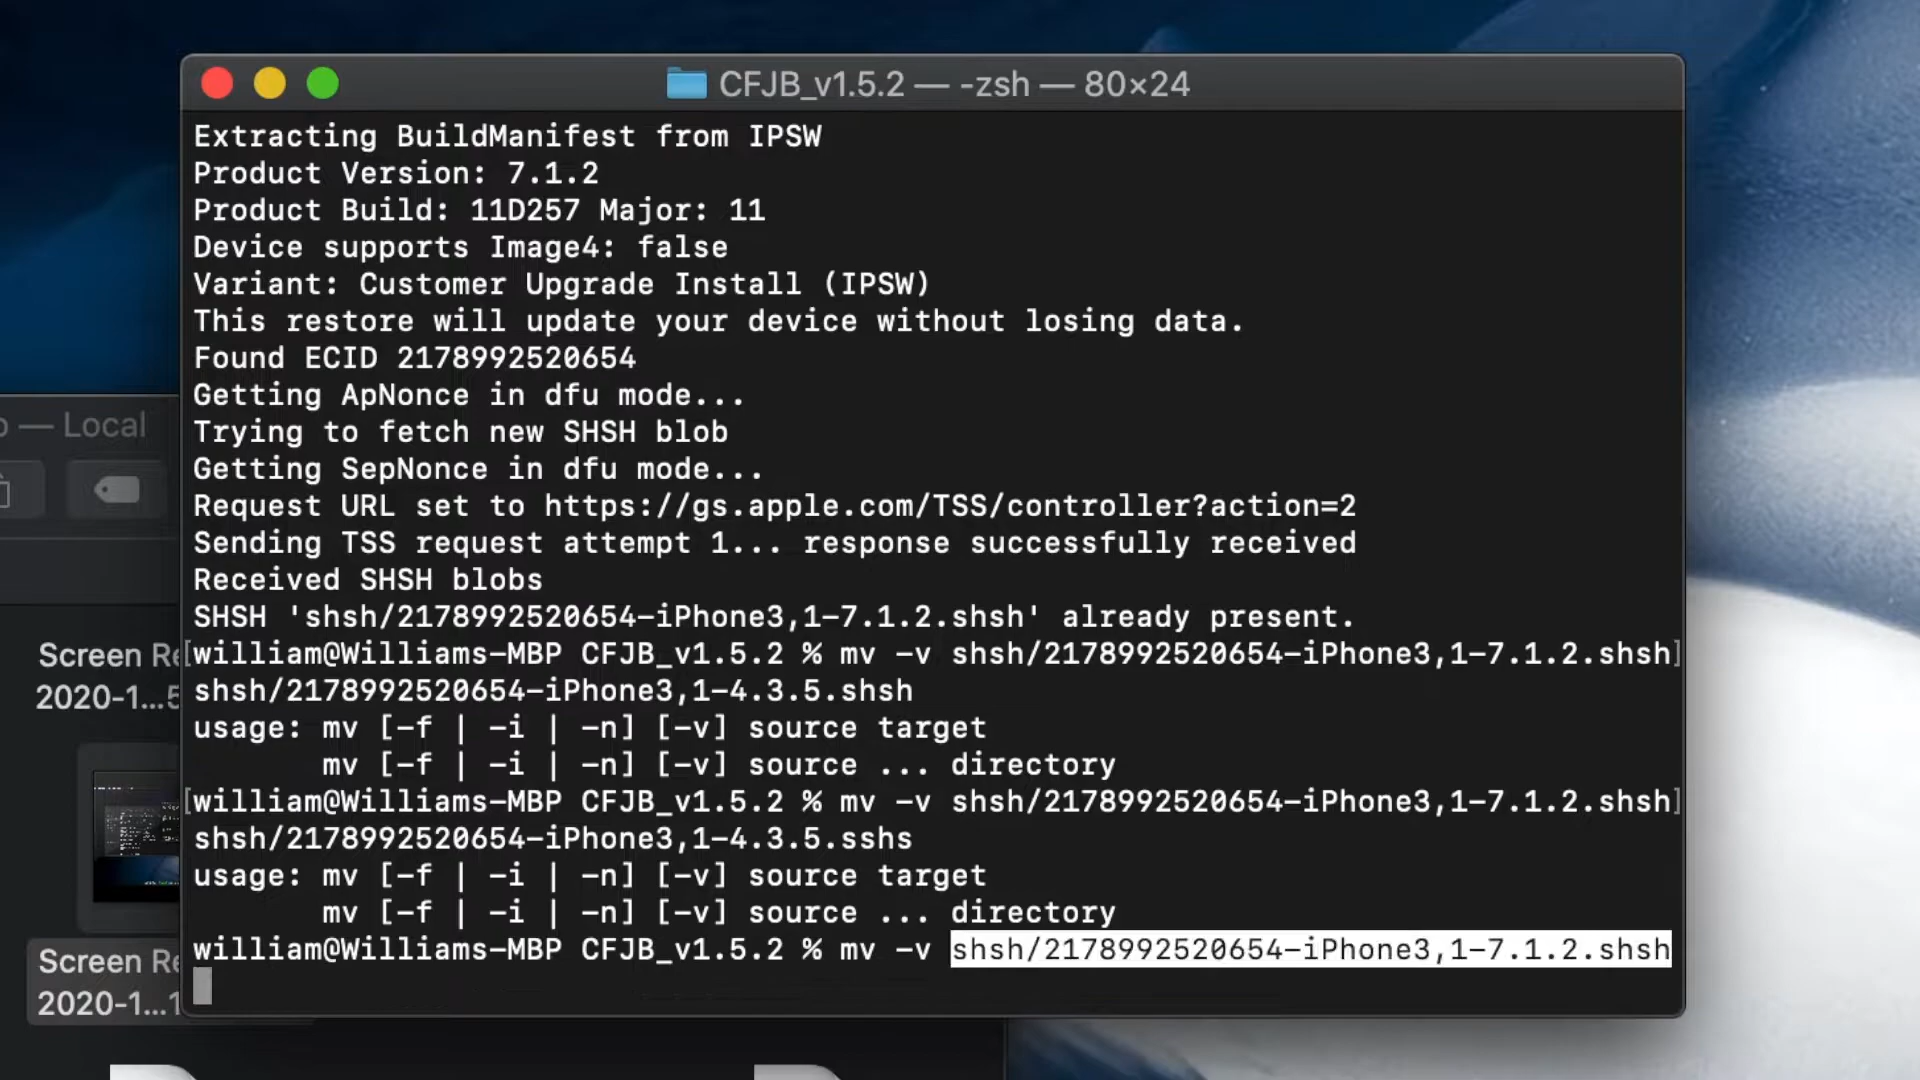 CFJB_v1.5.2 — -zsh — 80×24
Extracting BuildManifest from IPSW
Product Version: 7.1.2
Product Build: 11D257 Major: 11
Device supports Image4: false
Variant: Customer Upgrade Install (IPSW)
This restore will update your device without losing data.
Found ECID 2178992520654
Getting ApNonce in dfu mode...
Trying to fetch new SHSH blob
Getting SepNonce in dfu mode...
Request URL set to https://gs.apple.com/TSS/controller?action=2
Sending TSS request attempt 1... response successfully received
Received SHSH blobs
SHSH 'shsh/2178992520654-iPhone3,1-7.1.2.shsh' already present.
[william@Williams-MBP CFJB_v1.5.2 % mv -v shsh/2178992520654-iPhone3,1-7.1.2.shsh]
shsh/2178992520654-iPhone3,1-4.3.5.shsh
usage: mv [-f | -i | -n] [-v] source target
mv [-f | -i | -n] [-v] source ... directory
[william@Williams-MBP CFJB_v1.5.2 % mv -v shsh/2178992520654-iPhone3,1-7.1.2.shsh]
shsh/2178992520654-iPhone3,1-4.3.5.sshs
usage: mv [-f | -i | -n] [-v] source target
mv [-f | -i | -n] [-v] source ... directory
william@Williams-MBP CFJB_v1.5.2 % mv -v shsh/2178992520654-iPhone3,1-7.1.2.shsh
— Local
Screen Re
2020-1...5
Screen Re
2020-1...1